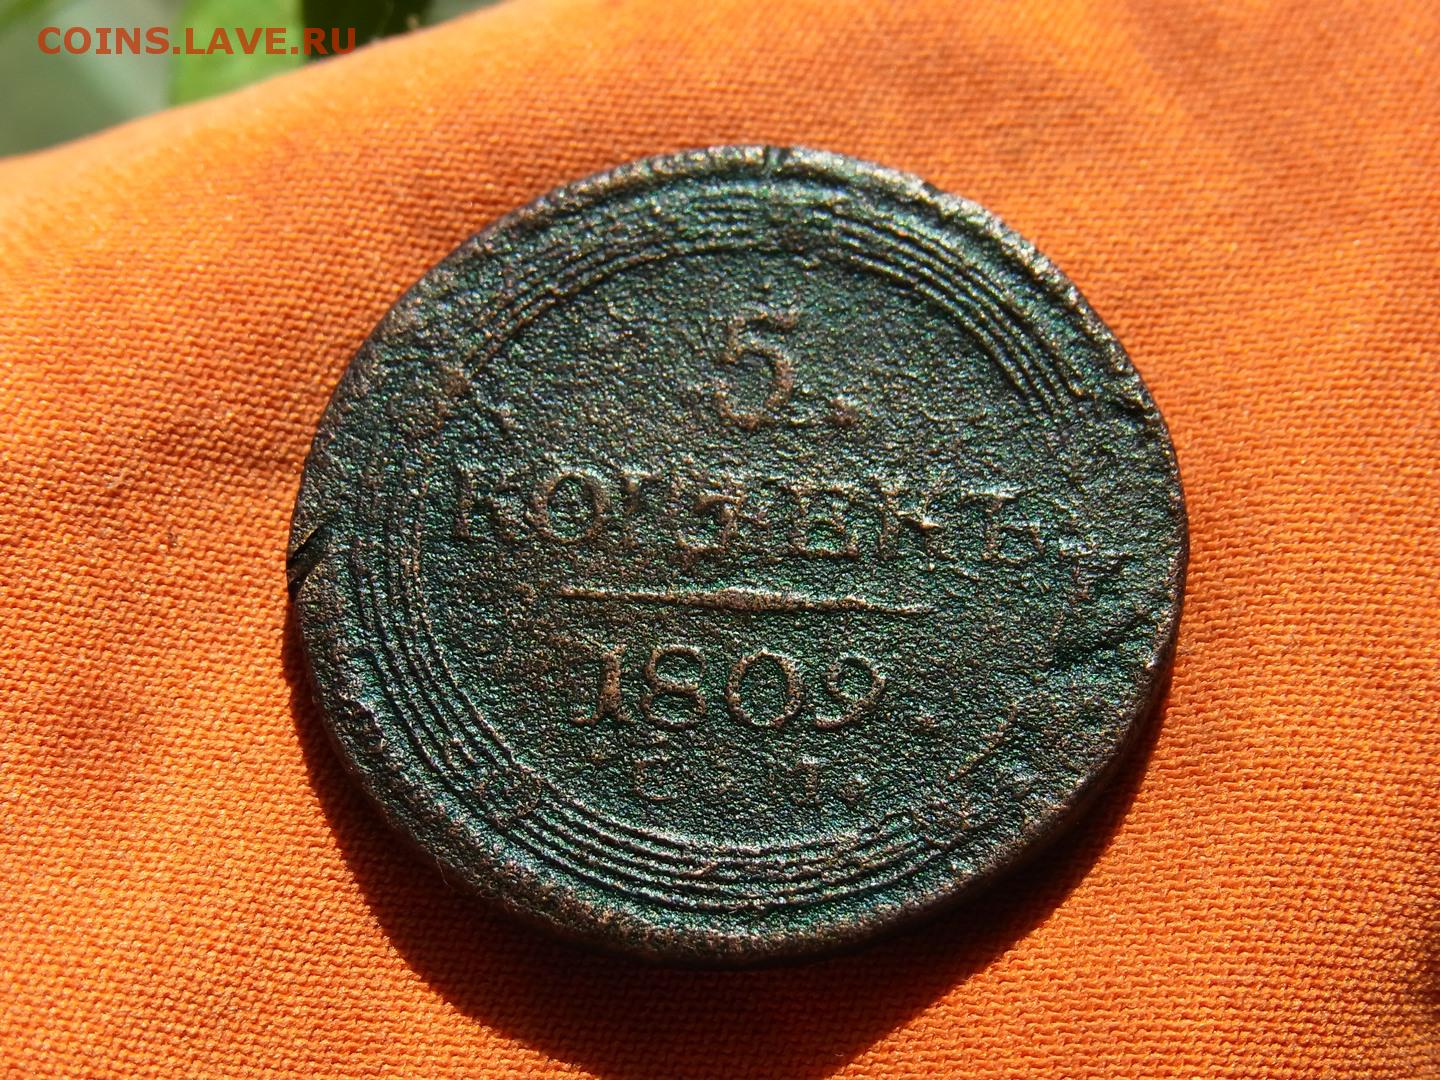 COINS.LAVE.RU
5.
КОПѢЕКЪ
1809
Е. М.